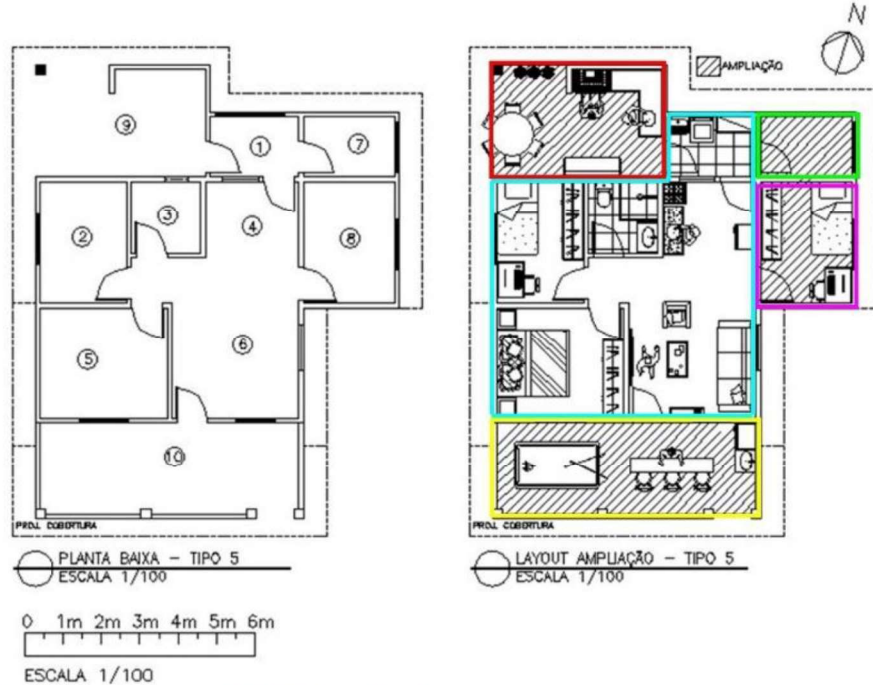 N
AMPLIAÇÃO
9
1
7
3
2
4
8
5
6
10
PROJ. COBERTURA
PROJ. COBERTURA
PLANTA BAIXA - TIPO 5
ESCALA 1/100
LAYOUT AMPLIAÇÃO - TIPO 5
ESCALA 1/100
0 1m 2m 3m 4m 5m 6m
ESCALA 1/100